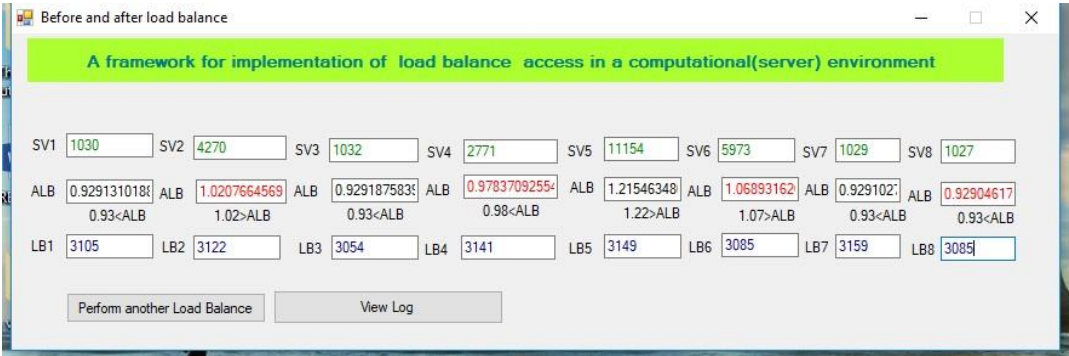 Before and after load balance
A framework for implementation of load balance access in a computational(server) environment
SV1 1030 SV2 4270 SV3 1032 SV4 2771 SV5 11154 SV6 5973 SV7 1029 SV8 1027
ALB 0.929131018 ALB 1.0207664569 ALB 0.929187583 ALB 0.9783709255 ALB 1.21546348 ALB 1.0689316 ALB 0.929102 ALB 0.92904617
0.93<ALB 1.02>ALB 0.93<ALB 0.98<ALB 1.22>ALB 1.07>ALB 0.93<ALB 0.93<ALB
LB1 3105 LB2 3122 LB3 3054 LB4 3141 LB5 3149 LB6 3085 LB7 3159 LB8 3085
Perform another Load Balance View Log